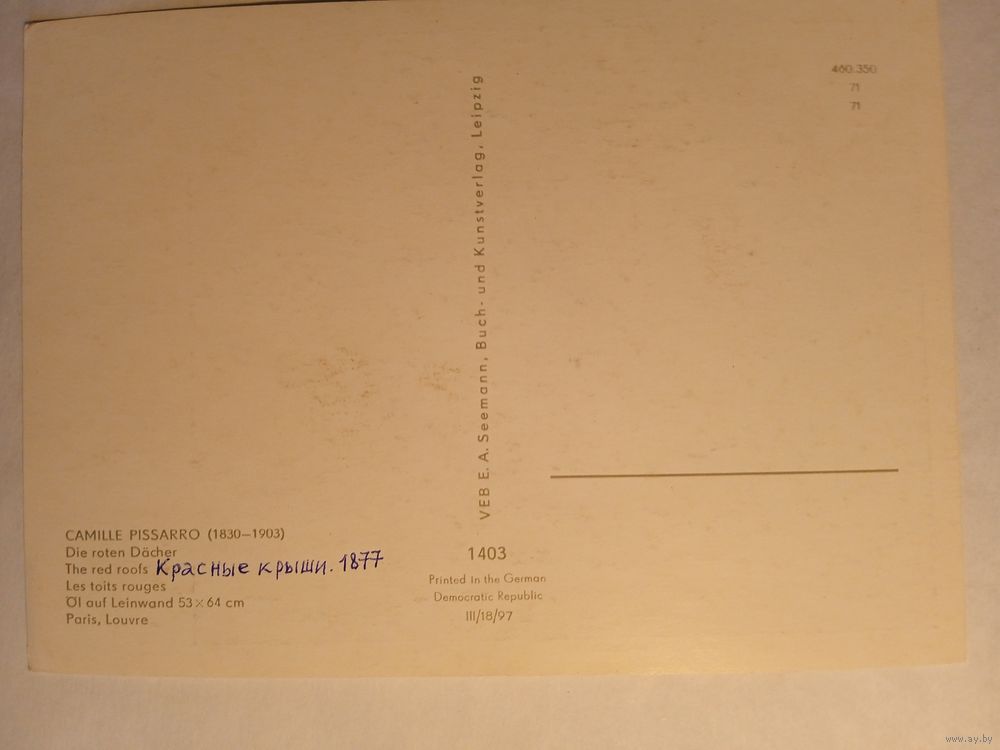 460.350
71
71
VEB E. A. Seemann, Buch- und Kunstverlag, Leipzig
CAMILLE PISSARRO (1830–1903)
Die roten Dächer
The red roofs Красные крыши. 1877
Les toits rouges
Öl auf Leinwand 53 × 64 cm
Paris, Louvre
1403
Printed in the German
Democratic Republic
III/18/97
www.ay.by